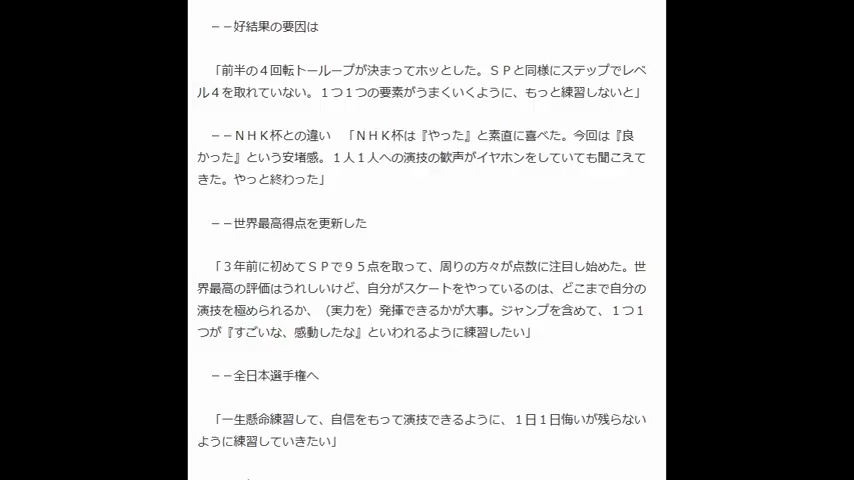 －－好結果の要因は
「前半の４回転トーループが決まってホッとした。ＳＰと同様にステップでレベ
ル４を取れていない。１つ１つの要素がうまくいくように、もっと練習しないと」
－－ＮＨＫ杯との違い　「ＮＨＫ杯は『やった』と素直に喜べた。今回は『良
かった』という安堵感。１人１人への演技の歓声がイヤホンをしていても聞こえて
きた。やっと終わった」
－－世界最高得点を更新した
「３年前に初めてＳＰで９５点を取って、周りの方々が点数に注目し始めた。世
界最高の評価はうれしいけど、自分がスケートをやっているのは、どこまで自分の
演技を極められるか、（実力を）発揮できるかが大事。ジャンプを含めて、１つ１
つが『すごいな、感動したな』といわれるように練習したい」
－－全日本選手権へ
「一生懸命練習して、自信をもって演技できるように、１日１日悔いが残らない
ように練習していきたい」